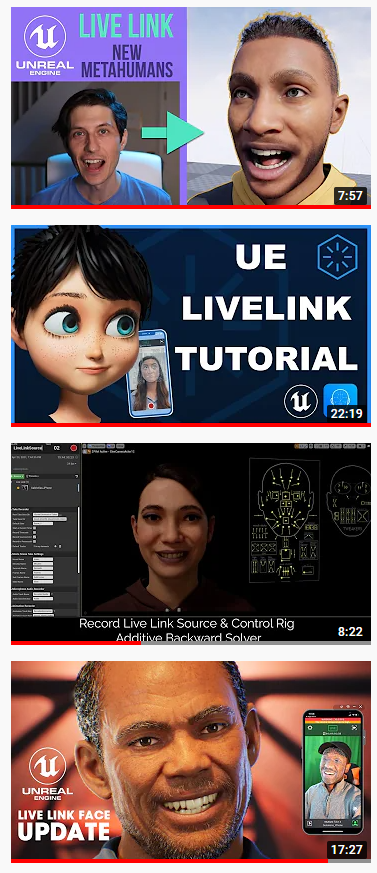 LIVE LINK
NEW
METAHUMANS
UNREAL
ENGINE
7:57
UE
LIVELINK
TUTORIAL
22:19
LiveLinkSource
02
Record Live Link Source & Control Rig
Additive Backward Solver
8:22
UNREAL
ENGINE
LIVE LINK FACE
UPDATE
17:27